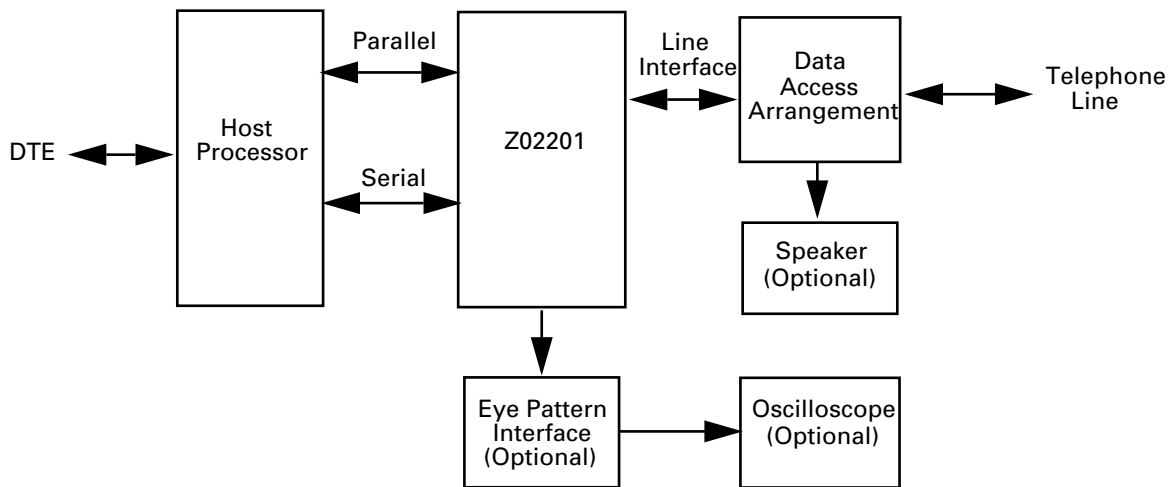 DTE
Host
Processor
Parallel
Serial
Z02201
Line
Interface
Data
Access
Arrangement
Telephone
Line
Speaker
(Optional)
Eye Pattern
Interface
(Optional)
Oscilloscope
(Optional)